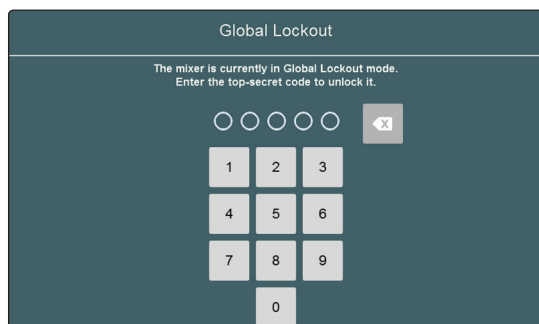 Global Lockout
The mixer is currently in Global Lockout mode.
Enter the top-secret code to unlock it.
X
1 2 3
4 5 6
7 8 9
0